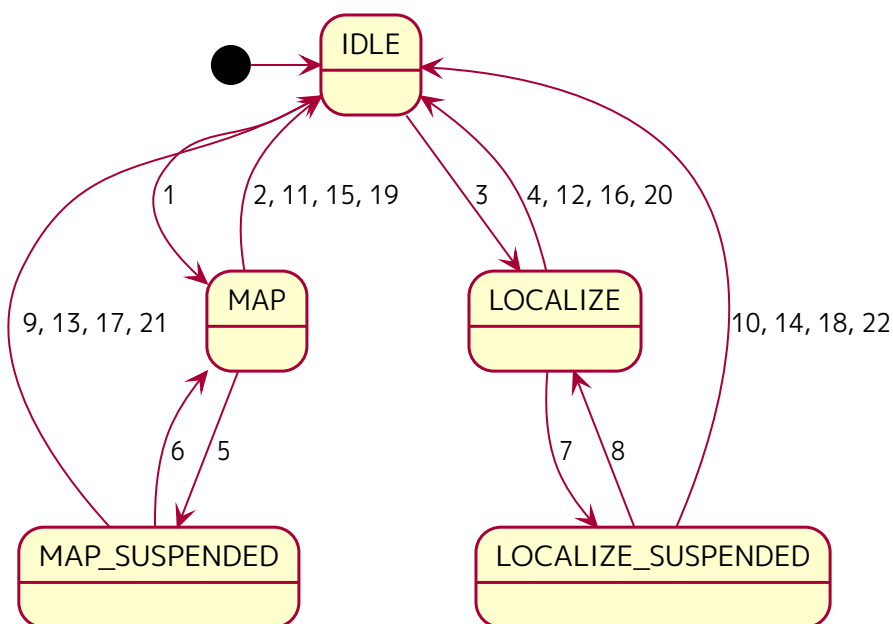 IDLE
1
2, 11, 15, 19
3
4, 12, 16, 20
MAP
LOCALIZE
9, 13, 17, 21
10, 14, 18, 22
6
5
7
8
MAP_SUSPENDED
LOCALIZE_SUSPENDED